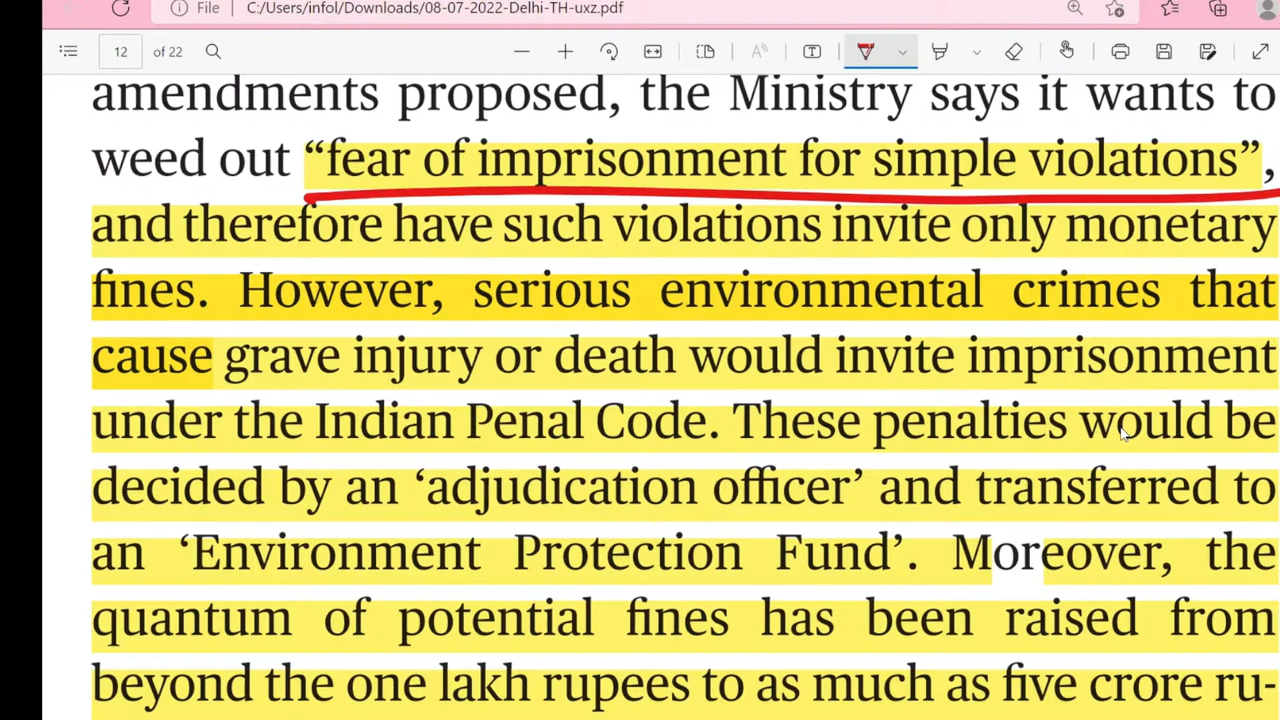 File C:/Users/infol/Downloads/08-07-2022-Delhi-TH-uxz.pdf
12 of 22
amendments proposed, the Ministry says it wants to
weed out “fear of imprisonment for simple violations”,
and therefore have such violations invite only monetary
fines. However, serious environmental crimes that
cause grave injury or death would invite imprisonment
under the Indian Penal Code. These penalties would be
decided by an ‘adjudication officer’ and transferred to
an ‘Environment Protection Fund’. Moreover, the
quantum of potential fines has been raised from
beyond the one lakh rupees to as much as five crore ru-